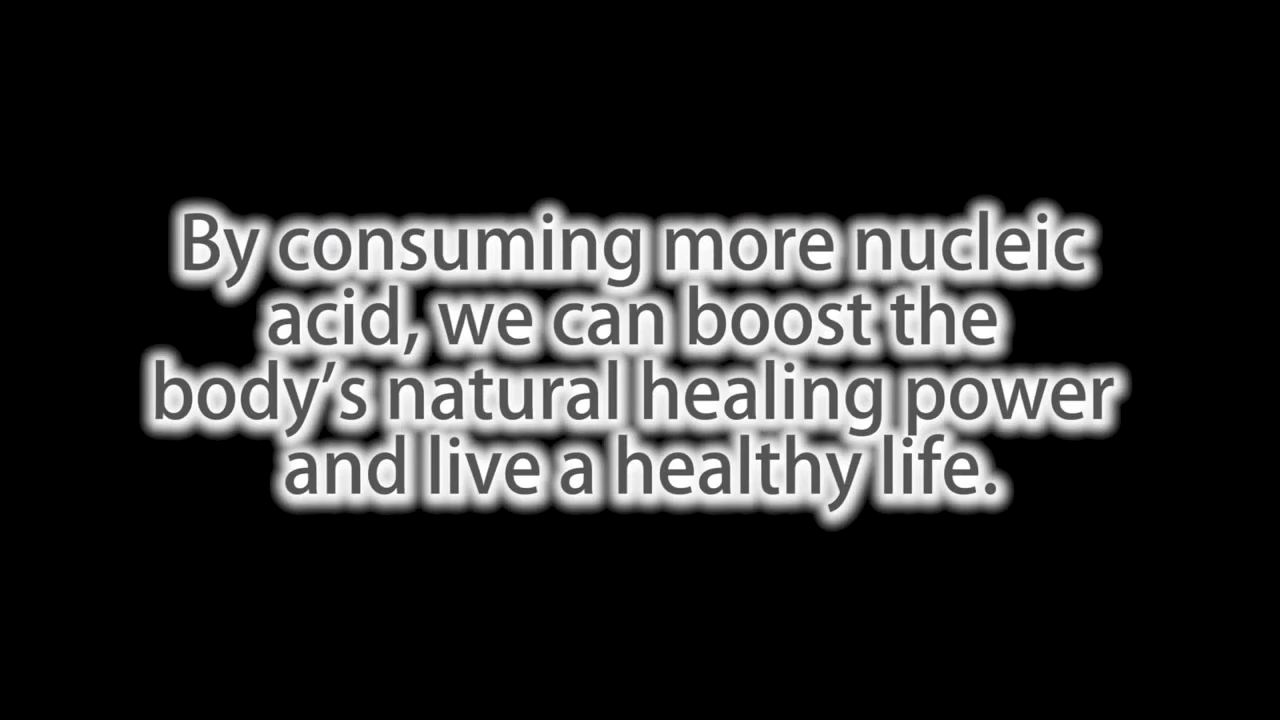 By consuming more nucleic
acid, we can boost the
body’s natural healing power
and live a healthy life.